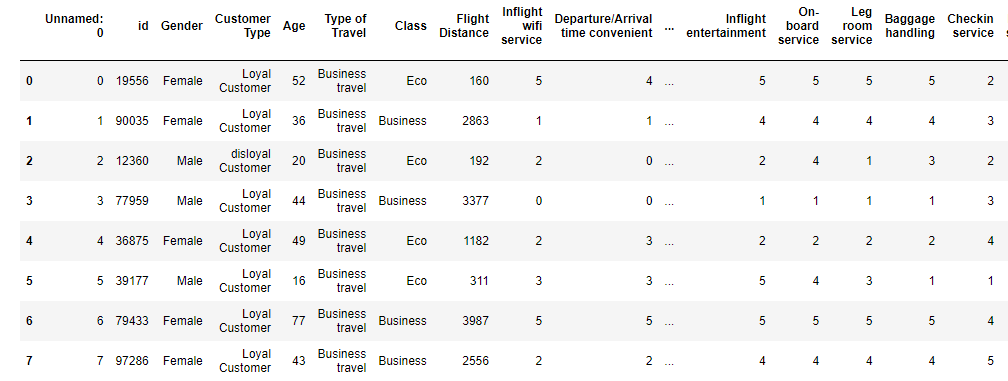 Unnamed: 0 id Gender Customer Type Age Type of Travel Class Flight Distance Inflight wifi service Departure/Arrival time convenient ... Inflight entertainment On-board service Leg room service Baggage handling Checkin service
0 0 19556 Female Loyal Customer 52 Business travel Eco 160 5 4 ... 5 5 5 5 2
1 1 90035 Female Loyal Customer 36 Business travel Business 2863 1 1 ... 4 4 4 4 3
2 2 12360 Male disloyal Customer 20 Business travel Eco 192 2 0 ... 2 4 1 3 2
3 3 77959 Male Loyal Customer 44 Business travel Business 3377 0 0 ... 1 1 1 1 3
4 4 36875 Female Loyal Customer 49 Business travel Eco 1182 2 3 ... 2 2 2 2 4
5 5 39177 Male Loyal Customer 16 Business travel Eco 311 3 3 ... 5 4 3 1 1
6 6 79433 Female Loyal Customer 77 Business travel Business 3987 5 5 ... 5 5 5 5 4
7 7 97286 Female Loyal Customer 43 Business travel Business 2556 2 2 ... 4 4 4 4 5